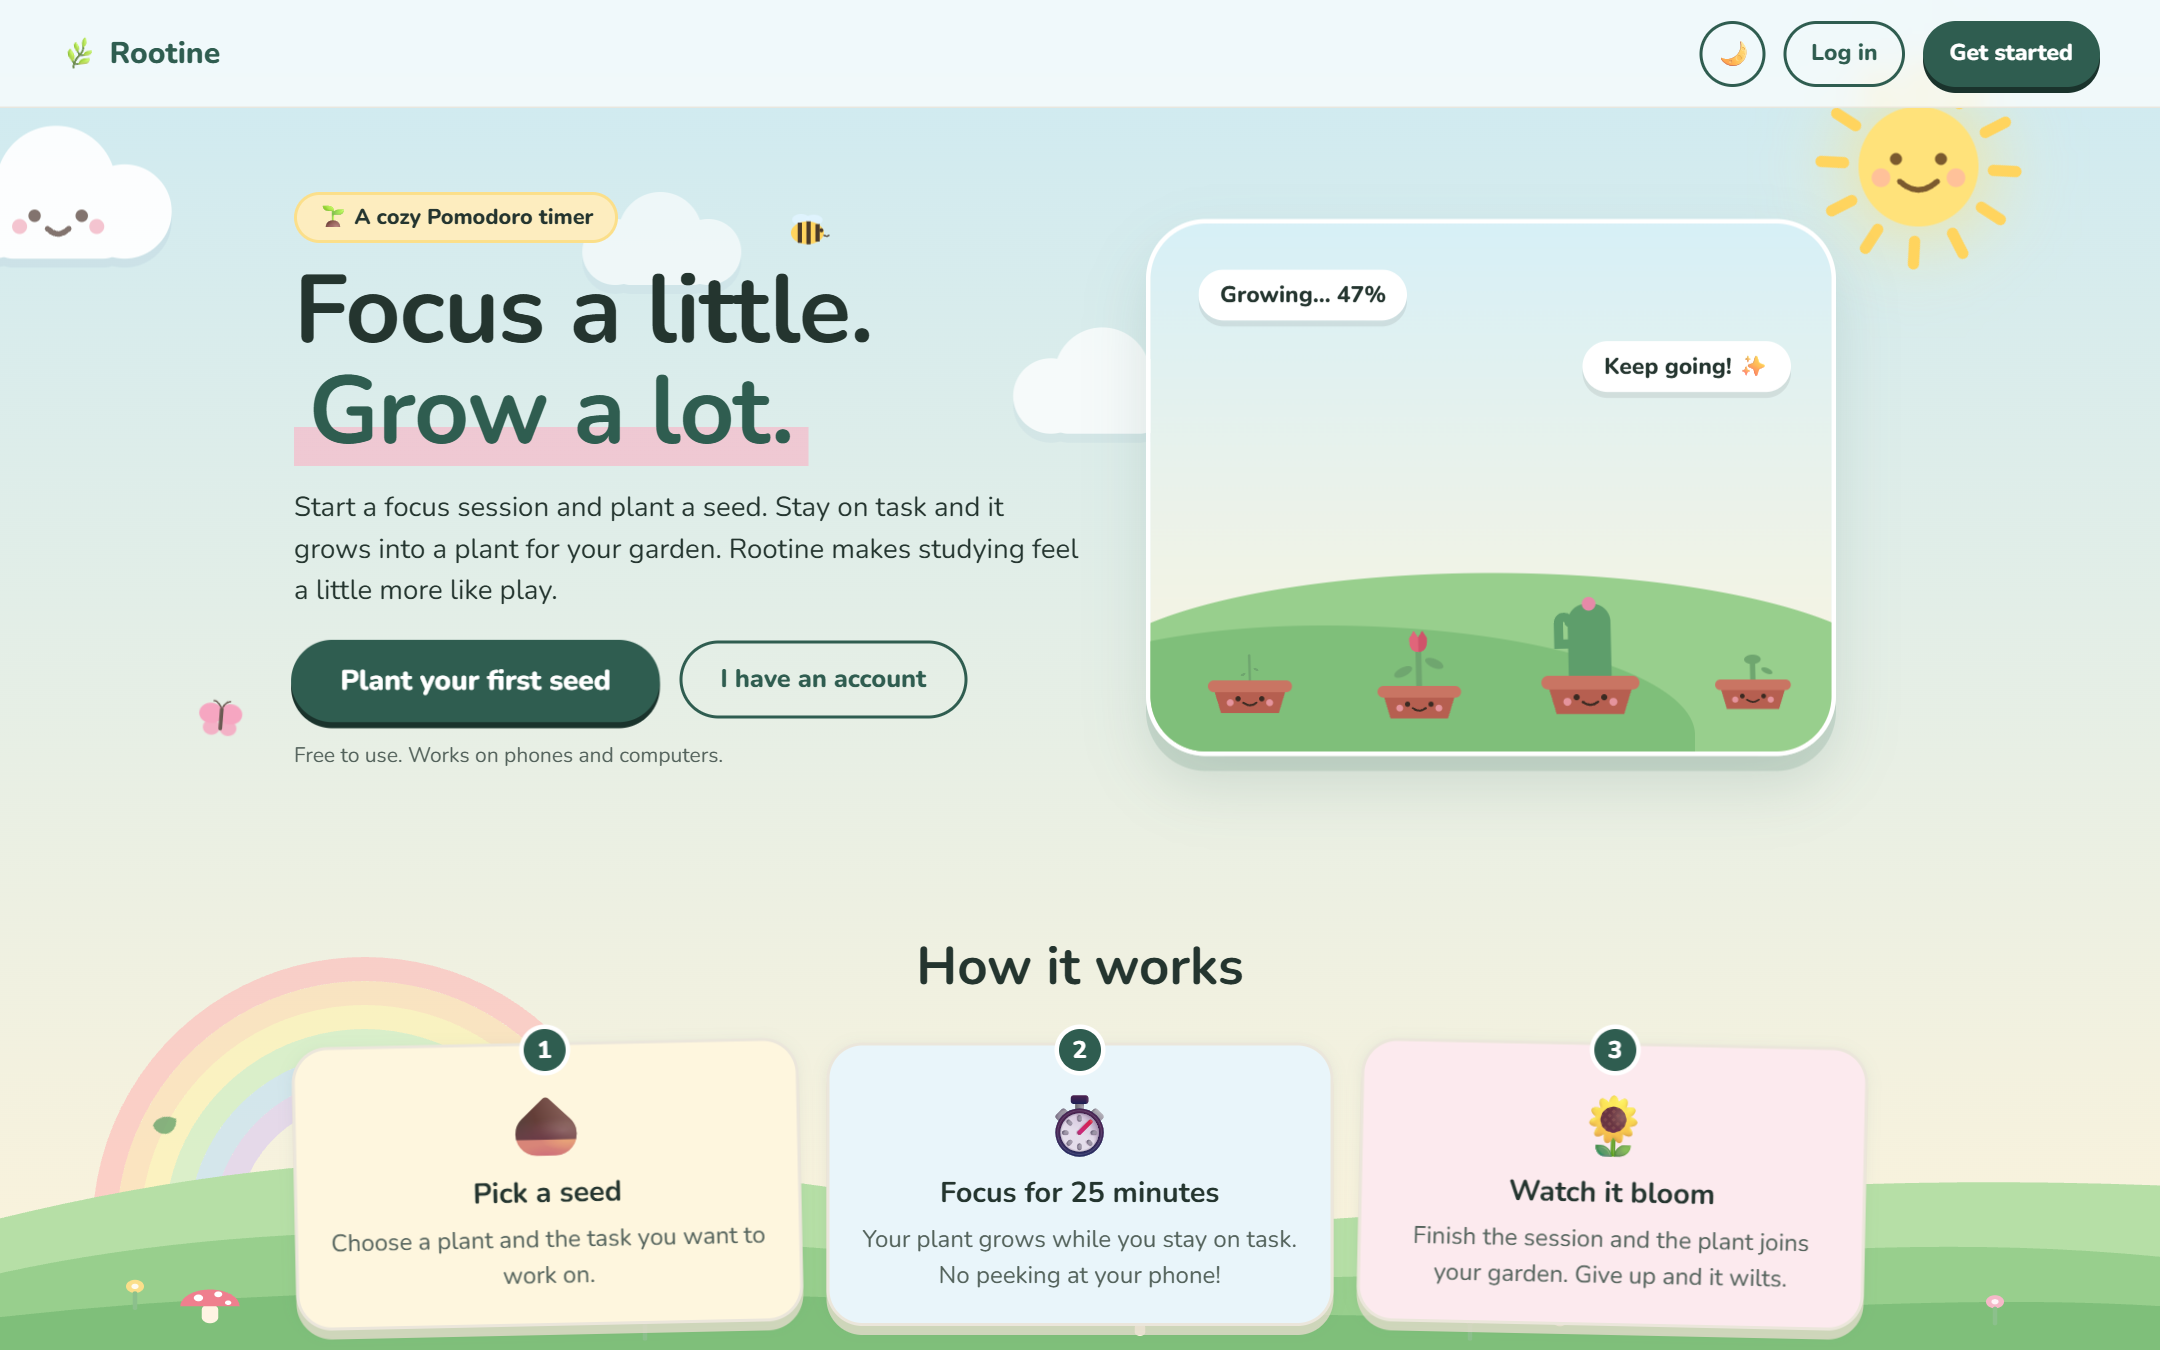 Rootine
Log in
Get started
A cozy Pomodoro timer
Focus a little.
Grow a lot.
Start a focus session and plant a seed. Stay on task and it
grows into a plant for your garden. Rootine makes studying feel
a little more like play.
Plant your first seed
I have an account
Free to use. Works on phones and computers.
Growing... 47%
Keep going! ✨
How it works
1
Pick a seed
Choose a plant and the task you want to
work on.
2
Focus for 25 minutes
Your plant grows while you stay on task.
No peeking at your phone!
3
Watch it bloom
Finish the session and the plant joins
your garden. Give up and it wilts.